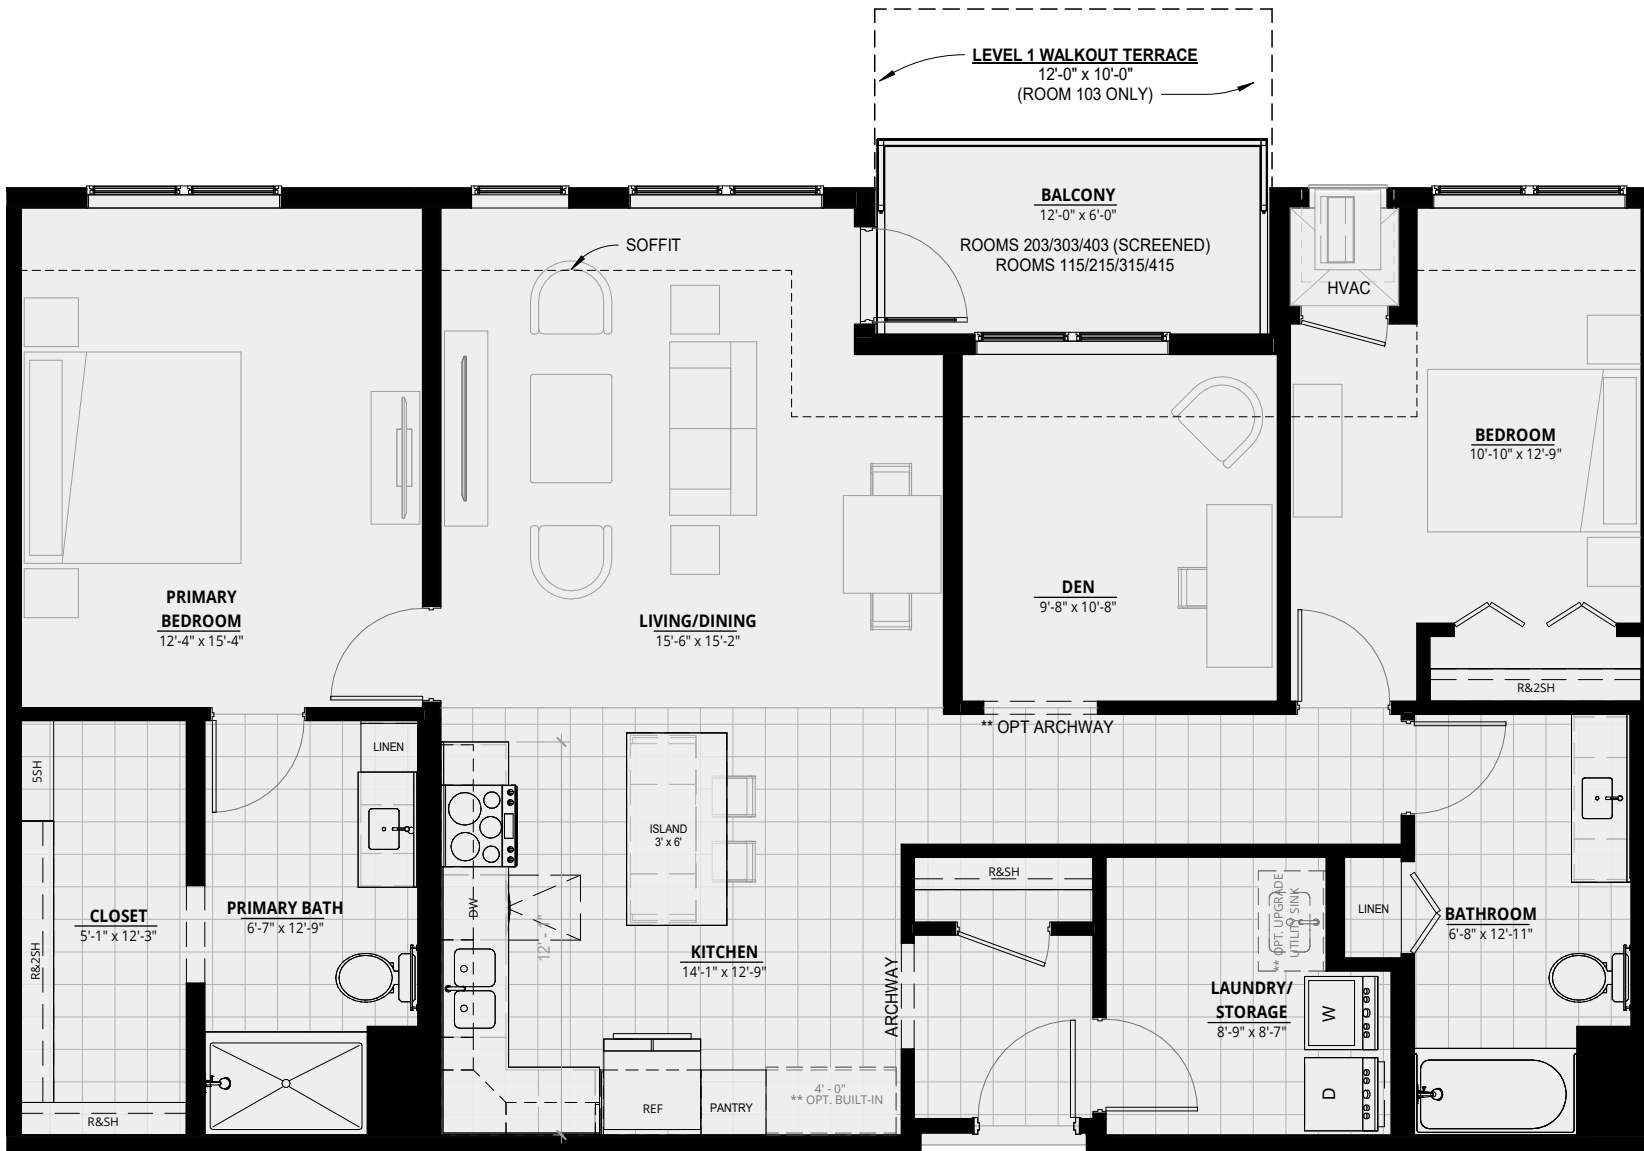 LEVEL 1 WALKOUT TERRACE
12'-0" x 10'-0"
(ROOM 103 ONLY)
BALCONY
12'-0" x 6'-0"
ROOMS 203/303/403 (SCREENED)
ROOMS 115/215/315/415
SOFFIT
HVAC
BEDROOM
10'-10" x 12'-9"
PRIMARY
BEDROOM
12'-4" x 15'-4"
LIVING/DINING
15'-6" x 15'-2"
DEN
9'-8" x 10'-8"
R&2SH
** OPT ARCHWAY
5SH
LINEN
ISLAND
3' x 6'
R&SH
DW
12' - 1"
** OPT. UPGRADE
UTILITY SINK
LINEN
CLOSET
5'-1" x 12'-3"
PRIMARY BATH
6'-7" x 12'-9"
R&2SH
KITCHEN
14'-1" x 12'-9"
ARCHWAY
BATHROOM
6'-8" x 12'-11"
LAUNDRY/
STORAGE
8'-9" x 8'-7"
W
D
R&SH
REF
PANTRY
4' - 0"
** OPT. BUILT-IN